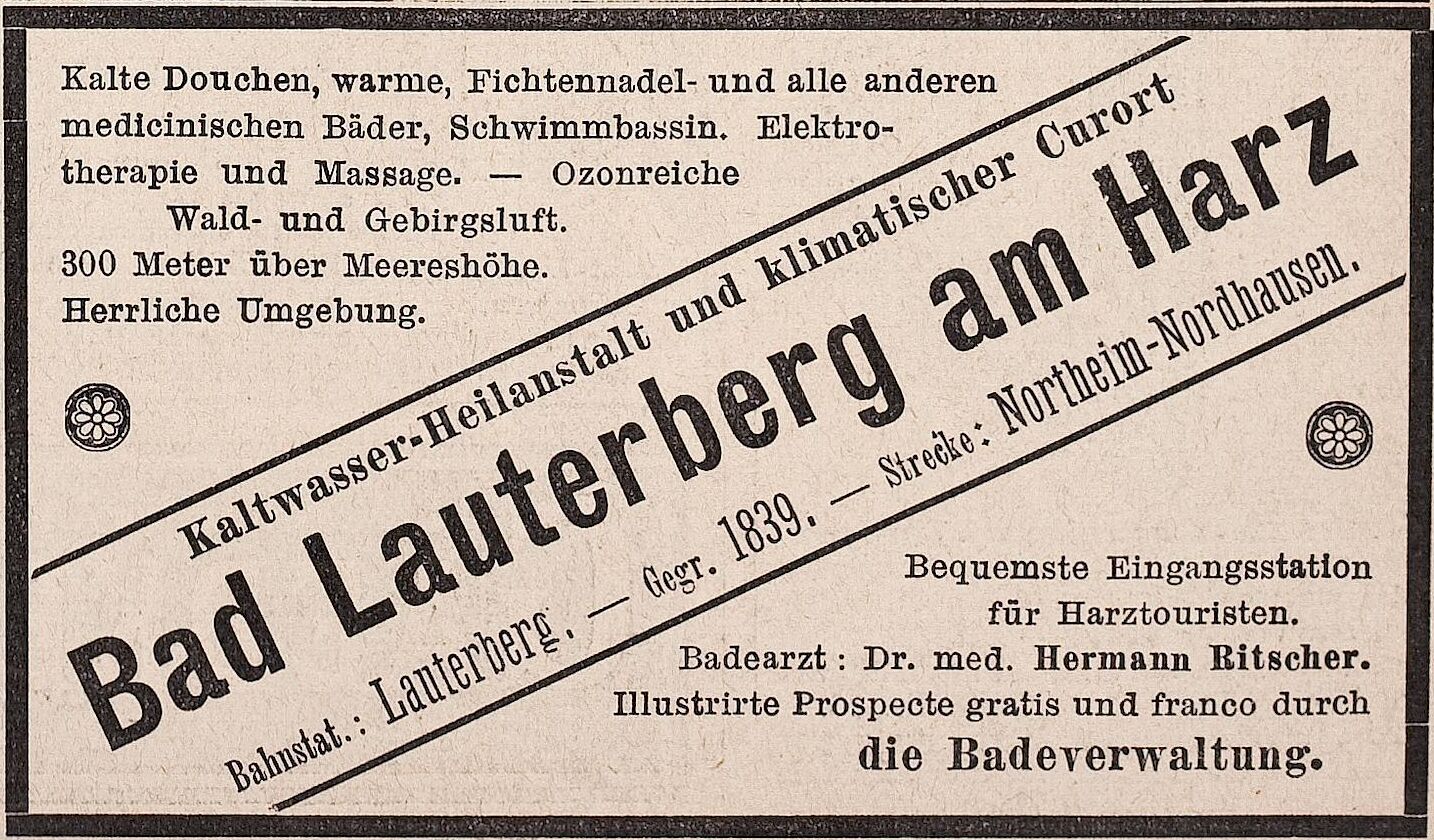 Kalte Douchen, warme, Fichtennadel- und alle anderen
medicinischen Bäder, Schwimmbassin. Elektro-
therapie und Massage. — Ozonreiche
Wald- und Gebirgsluft.
300 Meter über Meereshöhe.
Herrliche Umgebung.
Kaltwasser-Heilanstalt und klimatischer Curort
Bad Lauterberg am Harz
Bahnstat.: Lauterberg. — Gegr. 1839. — Strecke: Northeim-Nordhausen.
Bequemste Eingangsstation
für Harztouristen.
Badearzt: Dr. med. Hermann Ritscher.
Illustrirte Prospecte gratis und franco durch
die Badeverwaltung.